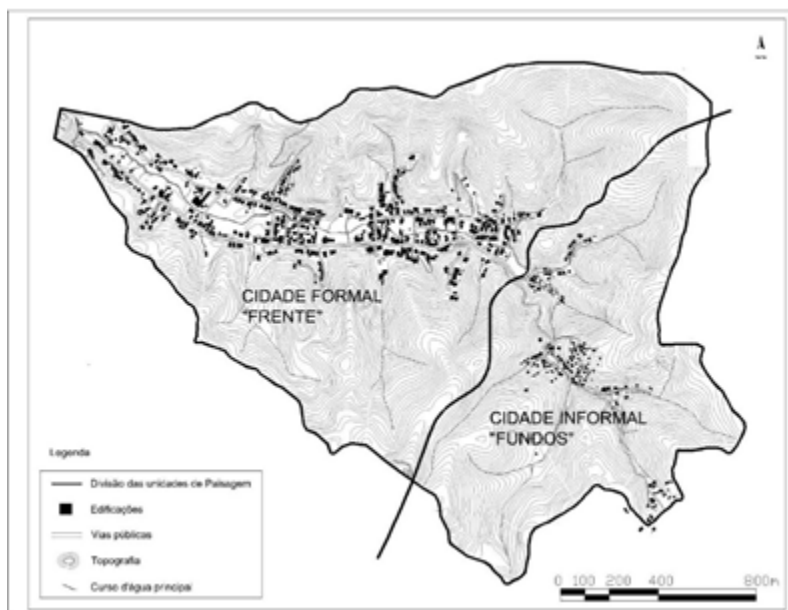 CIDADE FORMAL
"FRENTE"
CIDADE INFORMAL
"FUNDOS"
Legenda
Divisão das unidades de Paisagem
Edificações
Vias públicas
Topografia
Curso d'água principal
0 100 200 400 800m